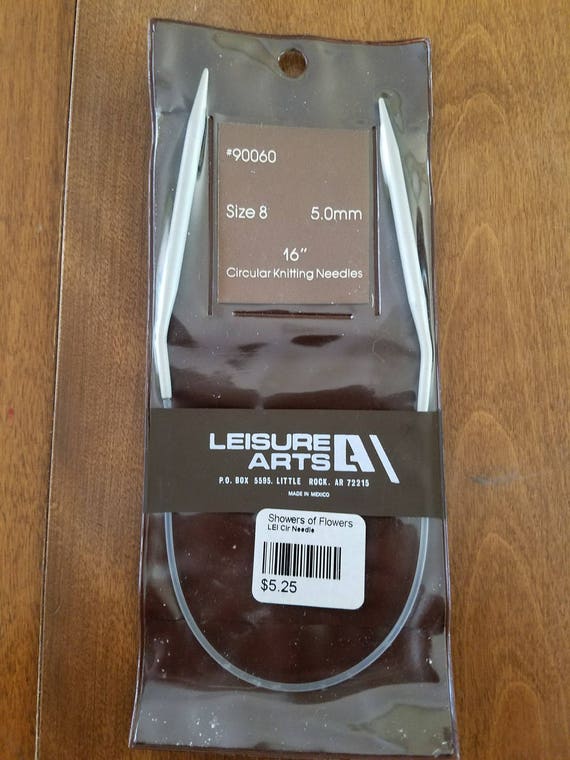 #90060
Size 8 5.0mm
16"
Circular Knitting Needles
LEISURE
ARTS
P.O. BOX 5595, LITTLE ROCK, AR 72215
MADE IN MEXICO
Showers of Flowers
LEI Clr Needle
$5.25